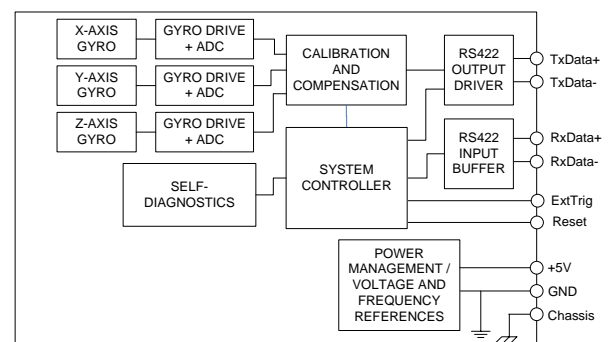 X-AXIS
GYRO
GYRO DRIVE
+ ADC
Y-AXIS
GYRO
GYRO DRIVE
+ ADC
Z-AXIS
GYRO
GYRO DRIVE
+ ADC
CALIBRATION
AND
COMPENSATION
RS422
OUTPUT
DRIVER
TxData+
TxData-
SELF-
DIAGNOSTICS
SYSTEM
CONTROLLER
RS422
INPUT
BUFFER
RxData+
RxData-
ExtTrig
Reset
POWER
MANAGEMENT /
VOLTAGE AND
FREQUENCY
REFERENCES
+5V
GND
Chassis